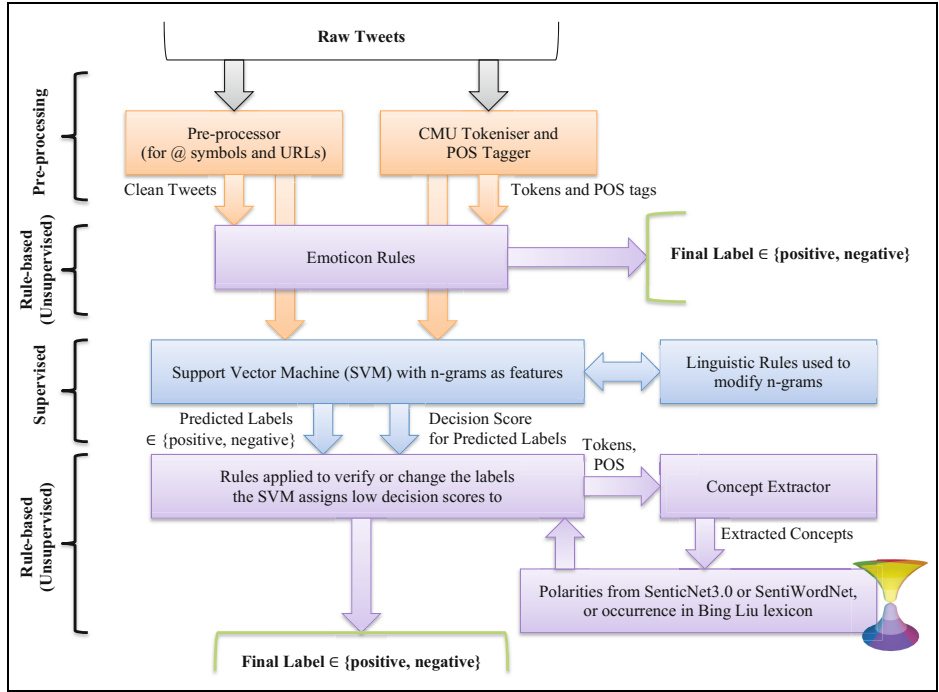 Raw Tweets
Pre-processing
Pre-processor
(for @ symbols and URLs)
CMU Tokeniser and
POS Tagger
Clean Tweets
Tokens and POS tags
Rule-based
(Unsupervised)
Emoticon Rules
Final Label ∈ {positive, negative}
Supervised
Support Vector Machine (SVM) with n-grams as features
Linguistic Rules used to
modify n-grams
Predicted Labels
∈ {positive, negative}
Decision Score
for Predicted Labels
Rule-based
(Unsupervised)
Rules applied to verify or change the labels
the SVM assigns low decision scores to
Tokens,
POS
Concept Extractor
Extracted Concepts
Polarities from SenticNet3.0 or SentiWordNet,
or occurrence in Bing Liu lexicon
Final Label ∈ {positive, negative}